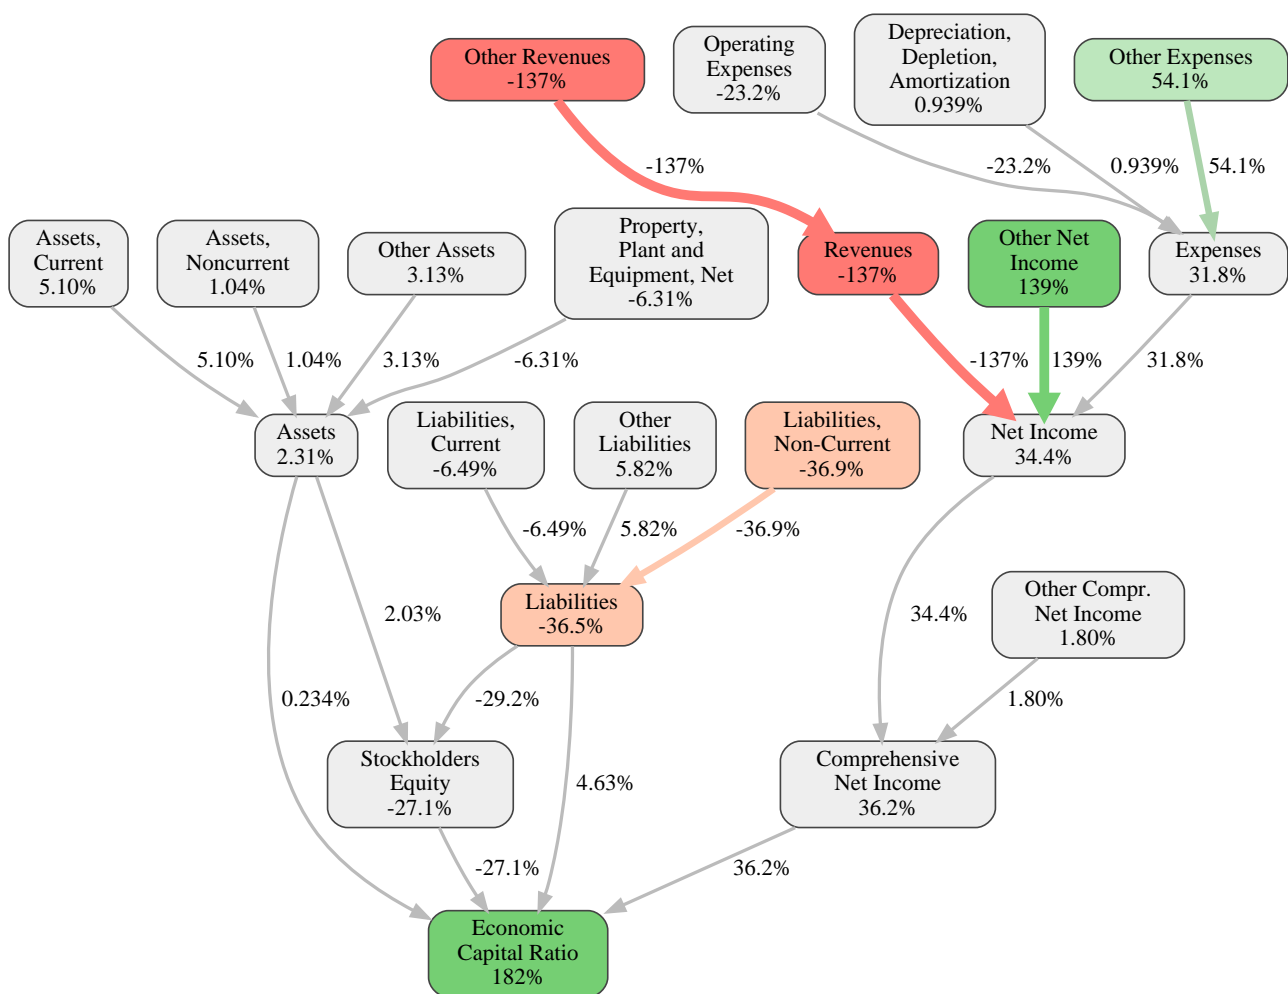 Other Revenues
-137%
Operating
Expenses
-23.2%
Depreciation,
Depletion,
Amortization
0.939%
Other Expenses
54.1%
-137%
-23.2%
0.939%
54.1%
Assets,
Current
5.10%
Assets,
Noncurrent
1.04%
Other Assets
3.13%
Property,
Plant and
Equipment, Net
-6.31%
Revenues
-137%
Other Net
Income
139%
Expenses
31.8%
5.10%
1.04%
3.13%
-6.31%
-137%
139%
31.8%
Assets
2.31%
Liabilities,
Current
-6.49%
Other
Liabilities
5.82%
Liabilities,
Non-Current
-36.9%
Net Income
34.4%
-6.49%
5.82%
-36.9%
Liabilities
-36.5%
2.03%
34.4%
Other Compr.
Net Income
1.80%
0.234%
-29.2%
1.80%
Stockholders
Equity
-27.1%
4.63%
Comprehensive
Net Income
36.2%
-27.1%
36.2%
Economic
Capital Ratio
182%